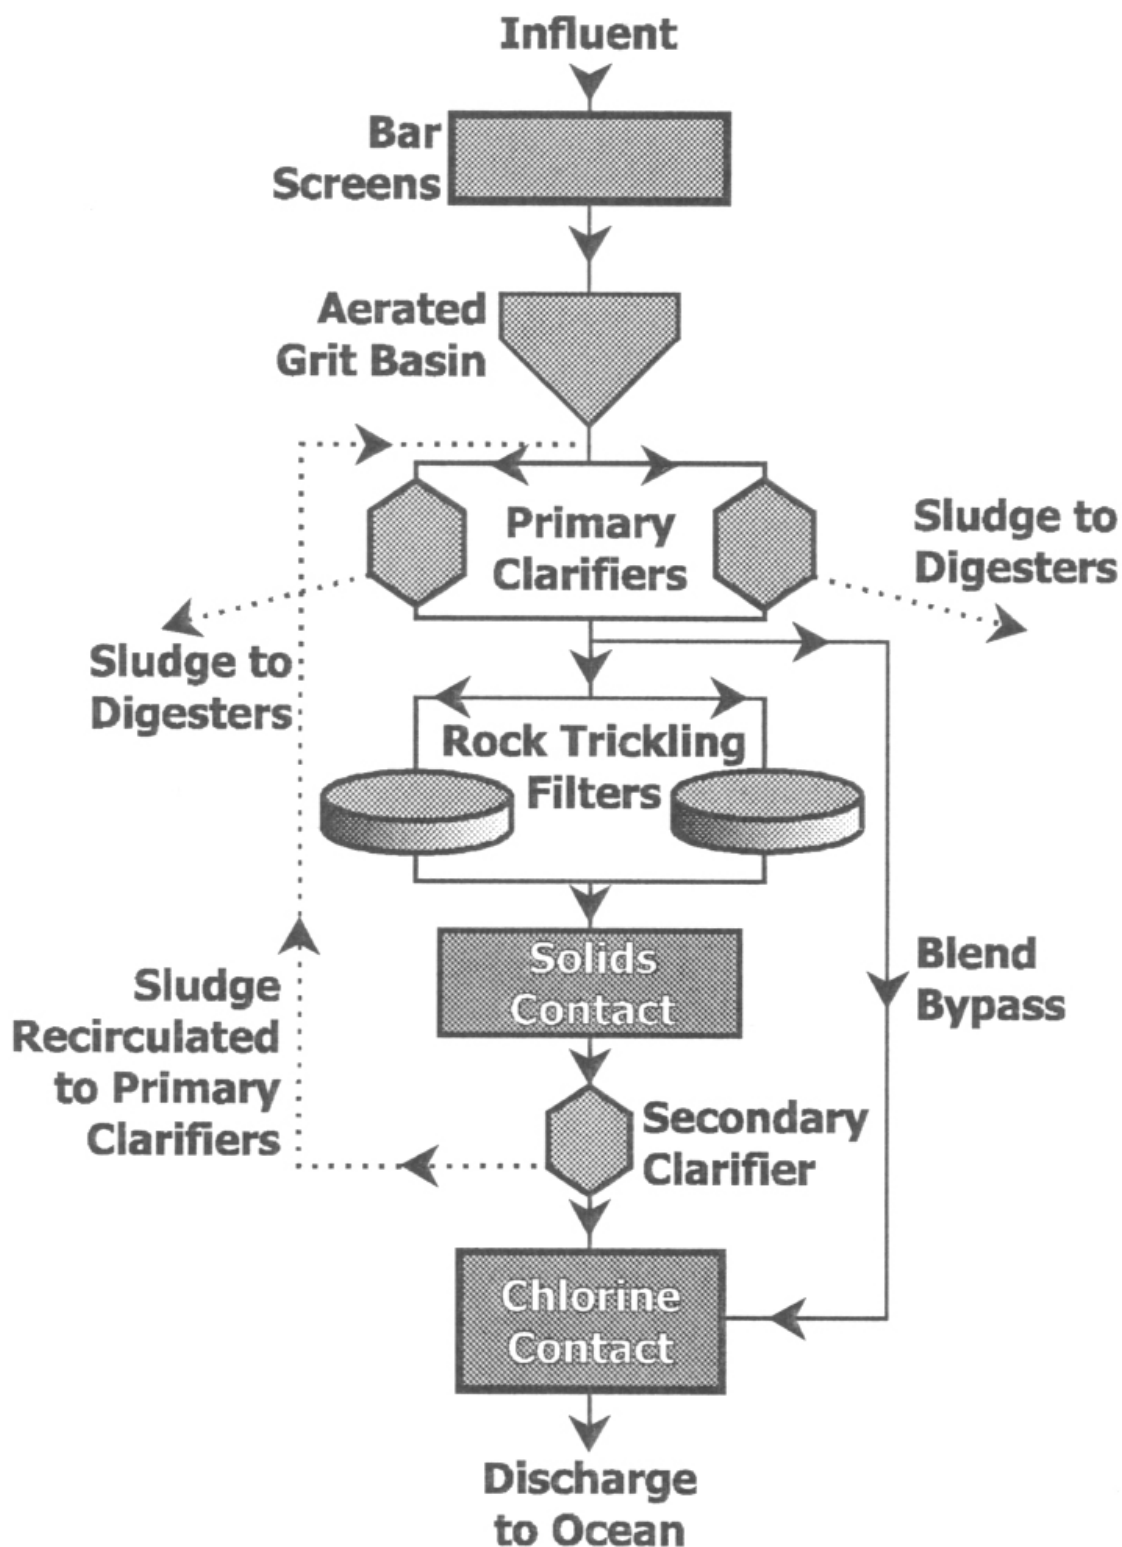 Influent
Bar
Screens
Aerated
Grit Basin
Primary
Clarifiers
Sludge to
Digesters
Sludge to
Digesters
Rock Trickling
Filters
Solids
Contact
Blend
Bypass
Sludge
Recirculated
to Primary
Clarifiers
Secondary
Clarifier
Chlorine
Contact
Discharge
to Ocean